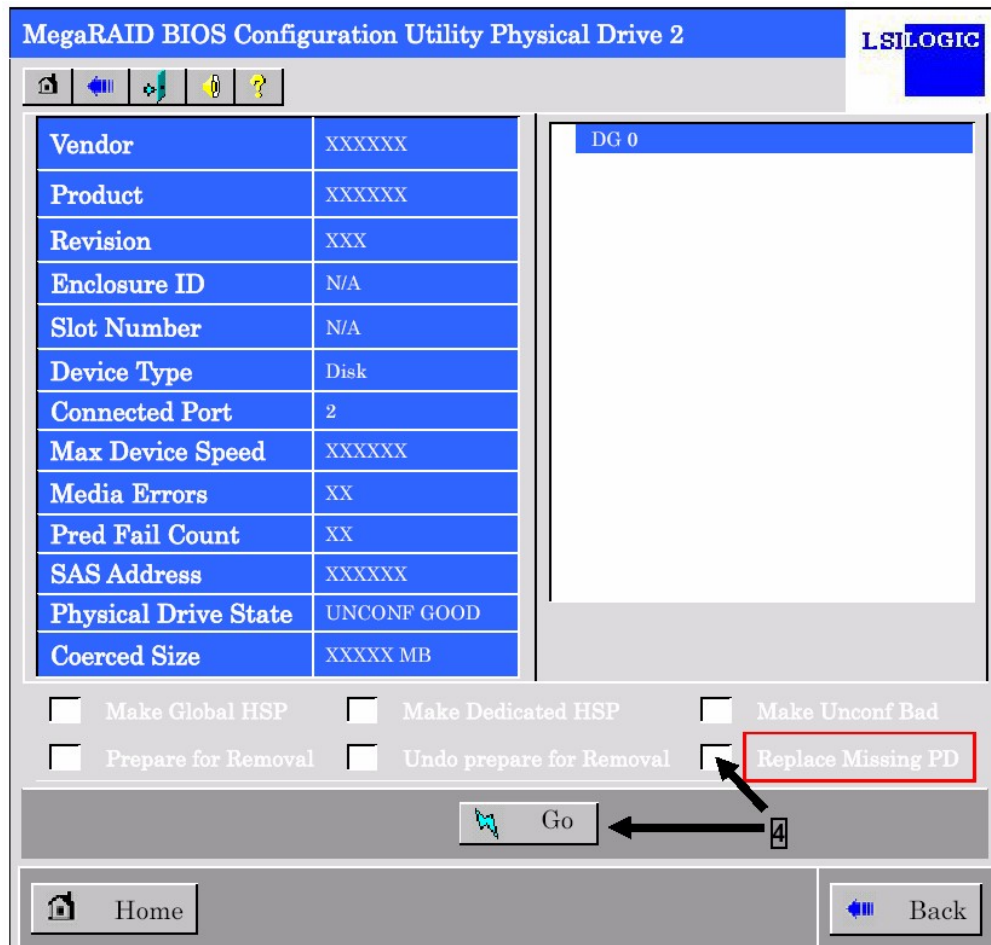 MegaRAID BIOS Configuration Utility Physical Drive 2
LSI LOGIC
Vendor XXXXXX
Product XXXXXX
Revision XXX
Enclosure ID N/A
Slot Number N/A
Device Type Disk
Connected Port 2
Max Device Speed XXXXXX
Media Errors XX
Pred Fail Count XX
SAS Address XXXXXX
Physical Drive State UNCONF GOOD
Coerced Size XXXXX MB
DG 0
Make Global HSP Make Dedicated HSP Make Unconf Bad
Prepare for Removal Undo prepare for Removal Replace Missing PD
Go
4
Home Back